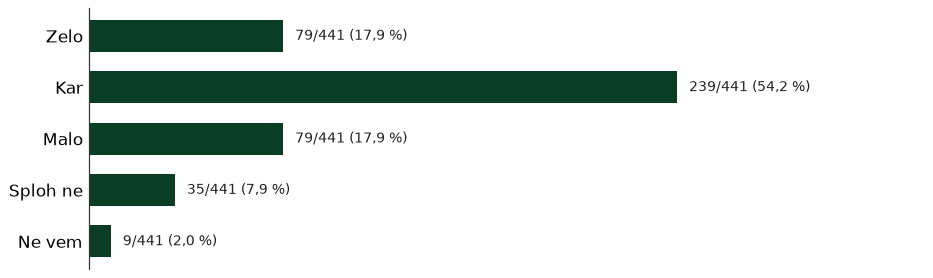 Zelo 79/441 (17,9 %)
Kar 239/441 (54,2 %)
Malo 79/441 (17,9 %)
Sploh ne 35/441 (7,9 %)
Ne vem 9/441 (2,0 %)